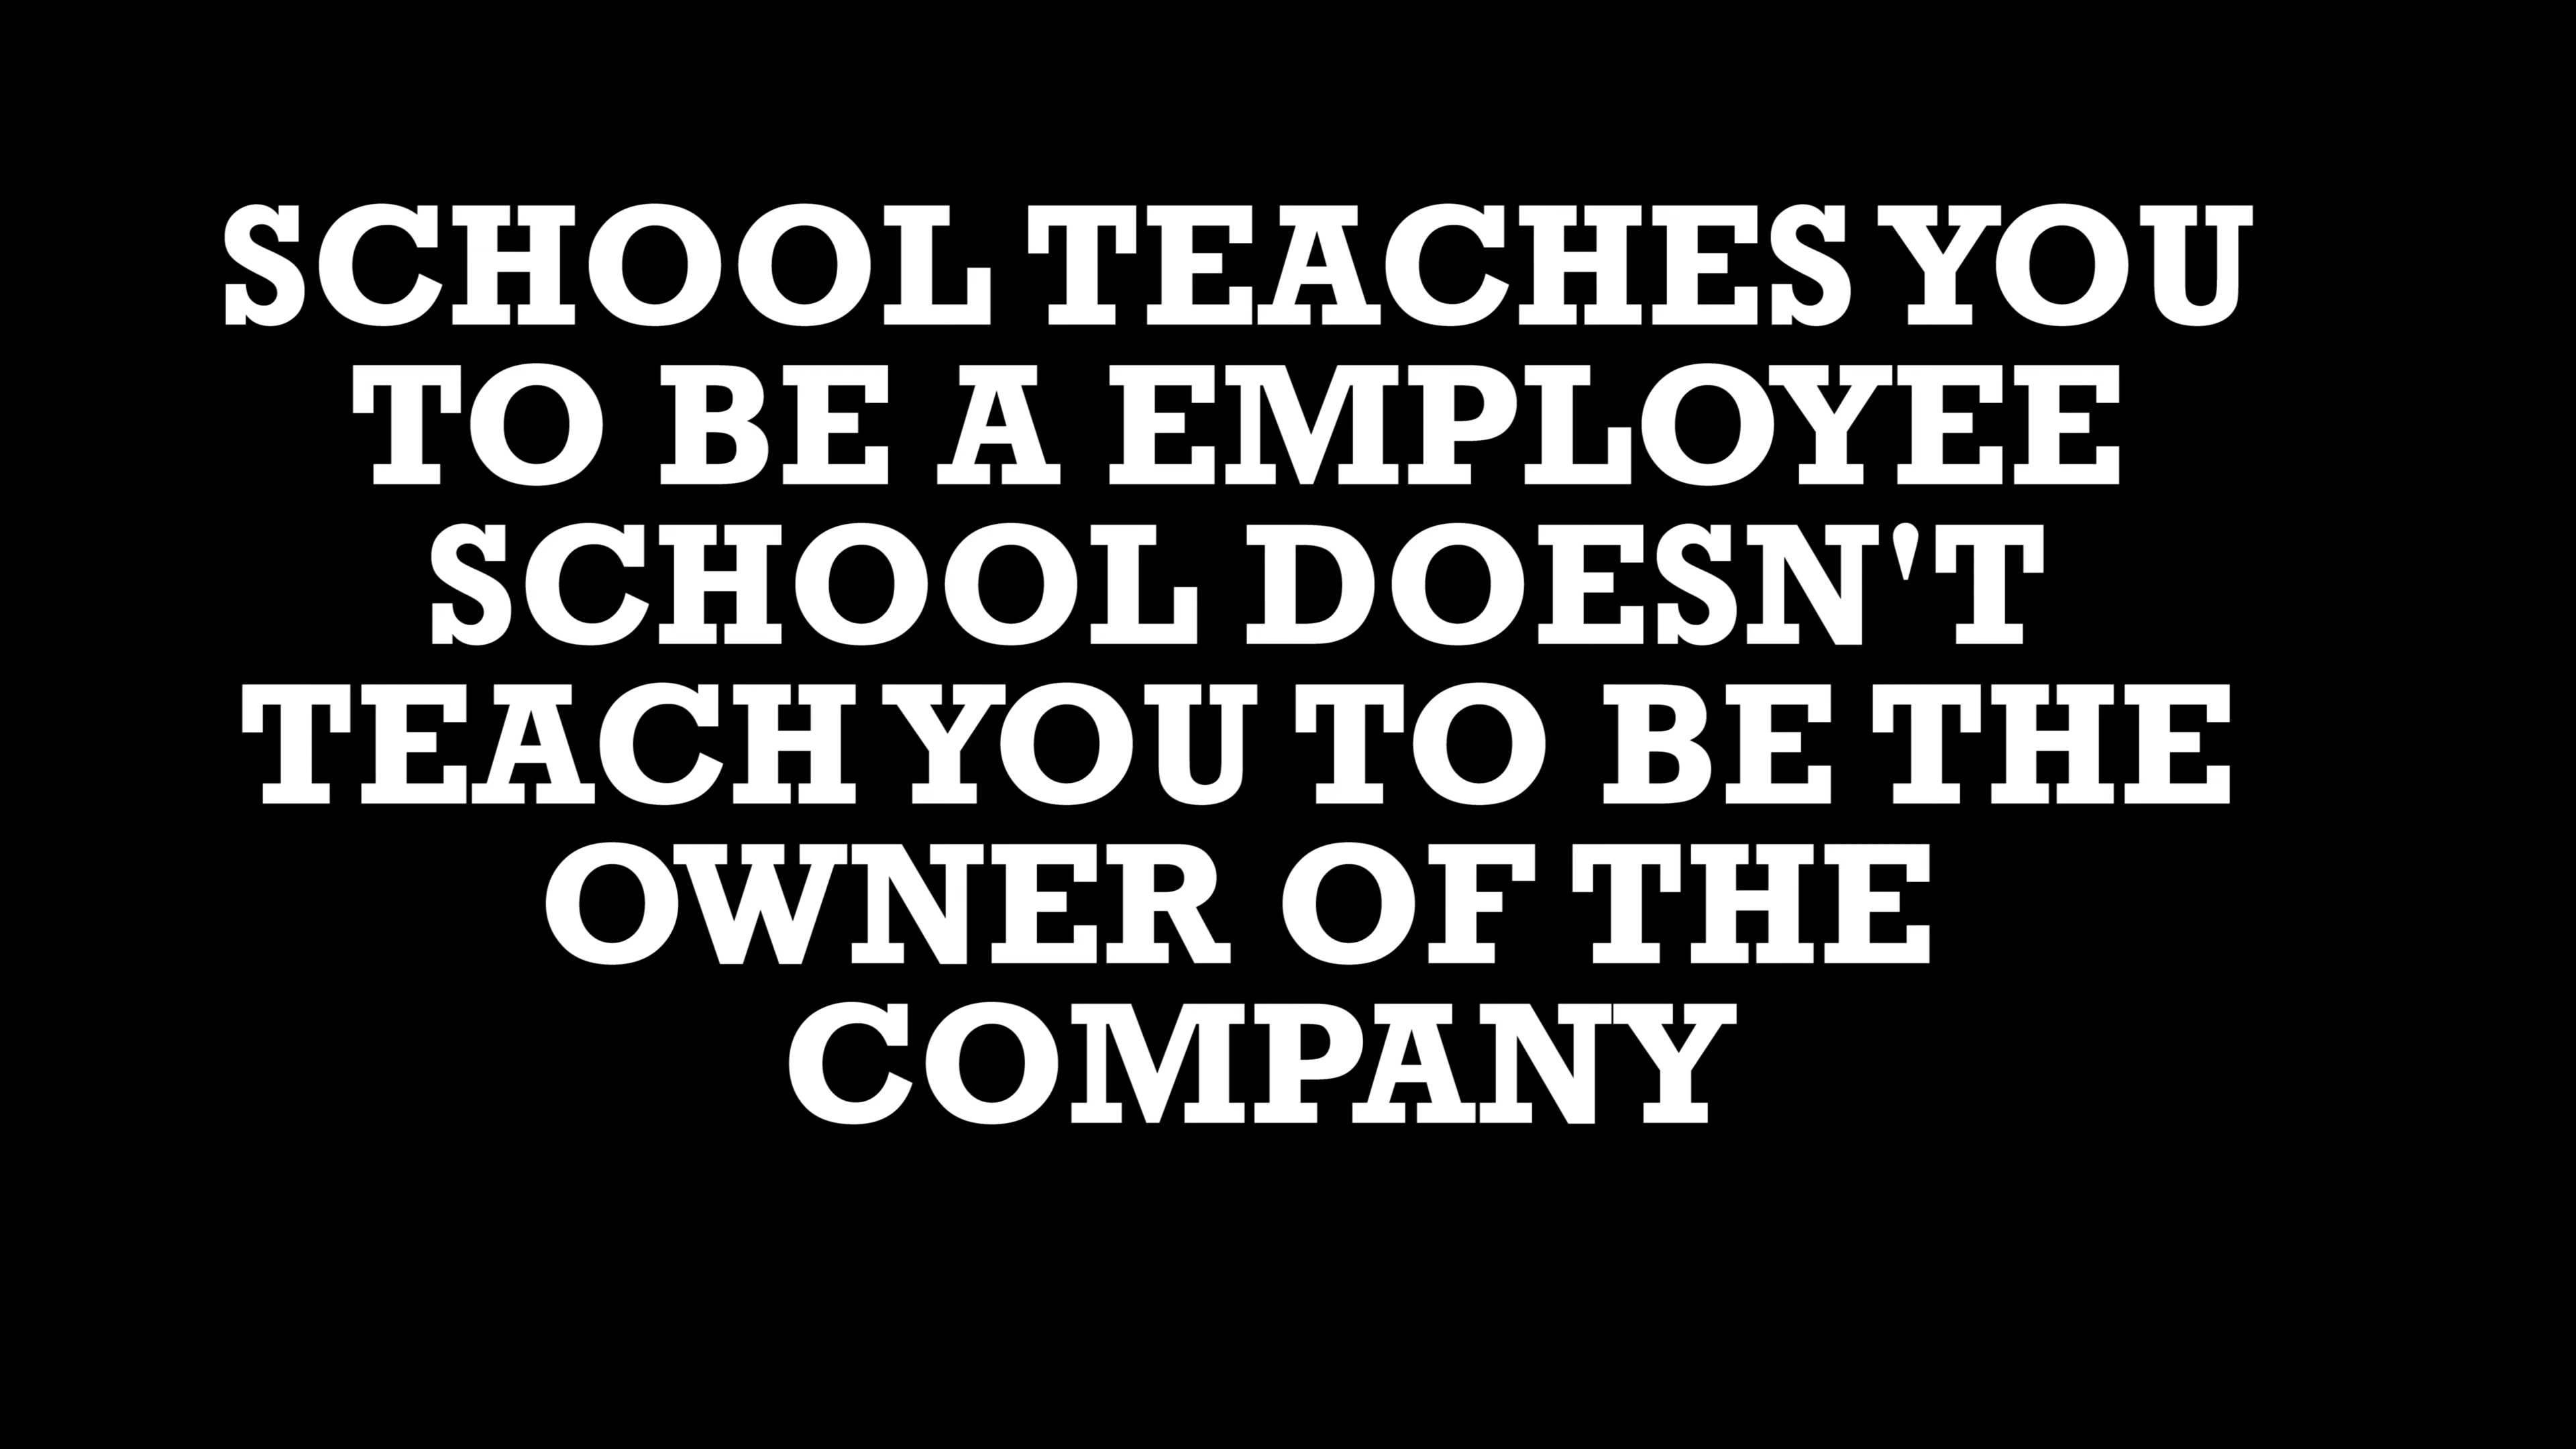 SCHOOL TEACHES YOU
TO BE A EMPLOYEE
SCHOOL DOESN'T
TEACH YOU TO BE THE
OWNER OF THE
COMPANY